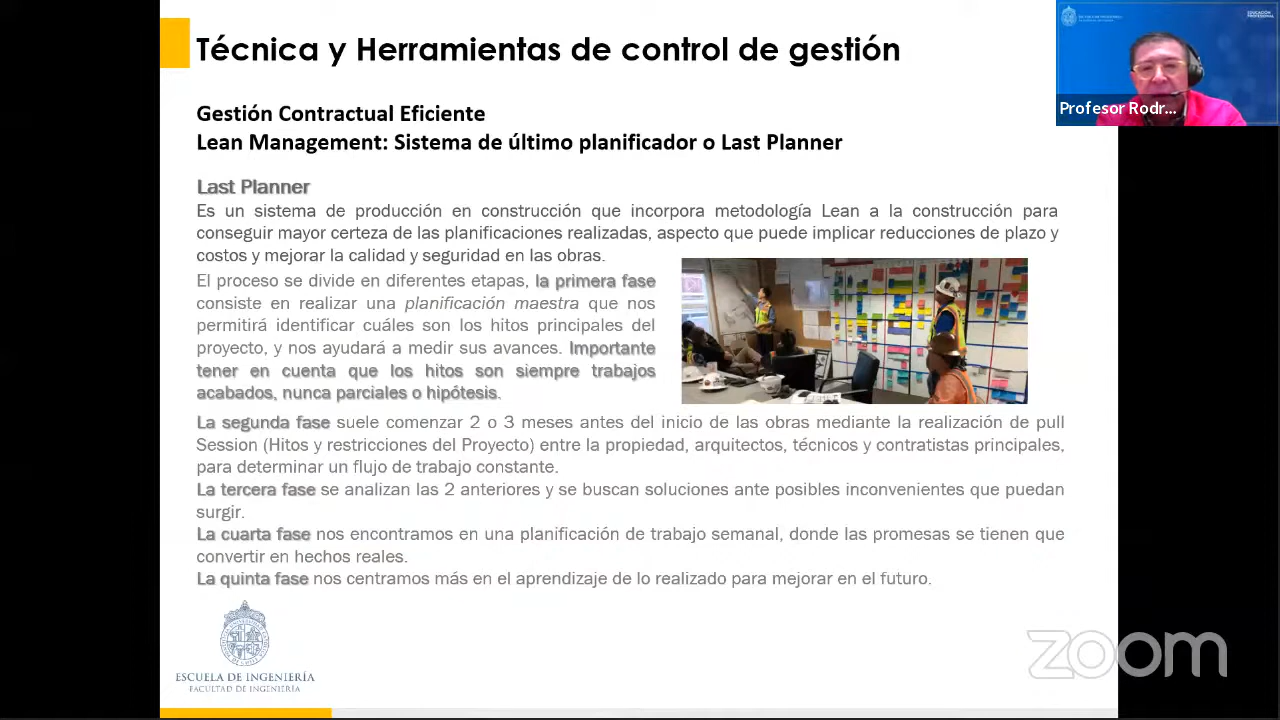 Técnica y Herramientas de control de gestión
Gestión Contractual Eficiente
Lean Management: Sistema de último planificador o Last Planner
Last Planner
Es un sistema de producción en construcción que incorpora metodología Lean a la construcción para
conseguir mayor certeza de las planificaciones realizadas, aspecto que puede implicar reducciones de plazo y
costos y mejorar la calidad y seguridad en las obras.
El proceso se divide en diferentes etapas, la primera fase
consiste en realizar una planificación maestra que nos
permitirá identificar cuáles son los hitos principales del
proyecto, y nos ayudará a medir sus avances. Importante
tener en cuenta que los hitos son siempre trabajos
acabados, nunca parciales o hipótesis.
La segunda fase suele comenzar 2 o 3 meses antes del inicio de las obras mediante la realización de pull
Session (Hitos y restricciones del Proyecto) entre la propiedad, arquitectos, técnicos y contratistas principales,
para determinar un flujo de trabajo constante.
La tercera fase se analizan las 2 anteriores y se buscan soluciones ante posibles inconvenientes que puedan
surgir.
La cuarta fase nos encontramos en una planificación de trabajo semanal, donde las promesas se tienen que
convertir en hechos reales.
La quinta fase nos centramos más en el aprendizaje de lo realizado para mejorar en el futuro.
ESCUELA DE INGENIERÍA
FACULTAD DE INGENIERÍA
EDUCACIÓN
PROFESIONAL
Profesor Rodr...
zoom